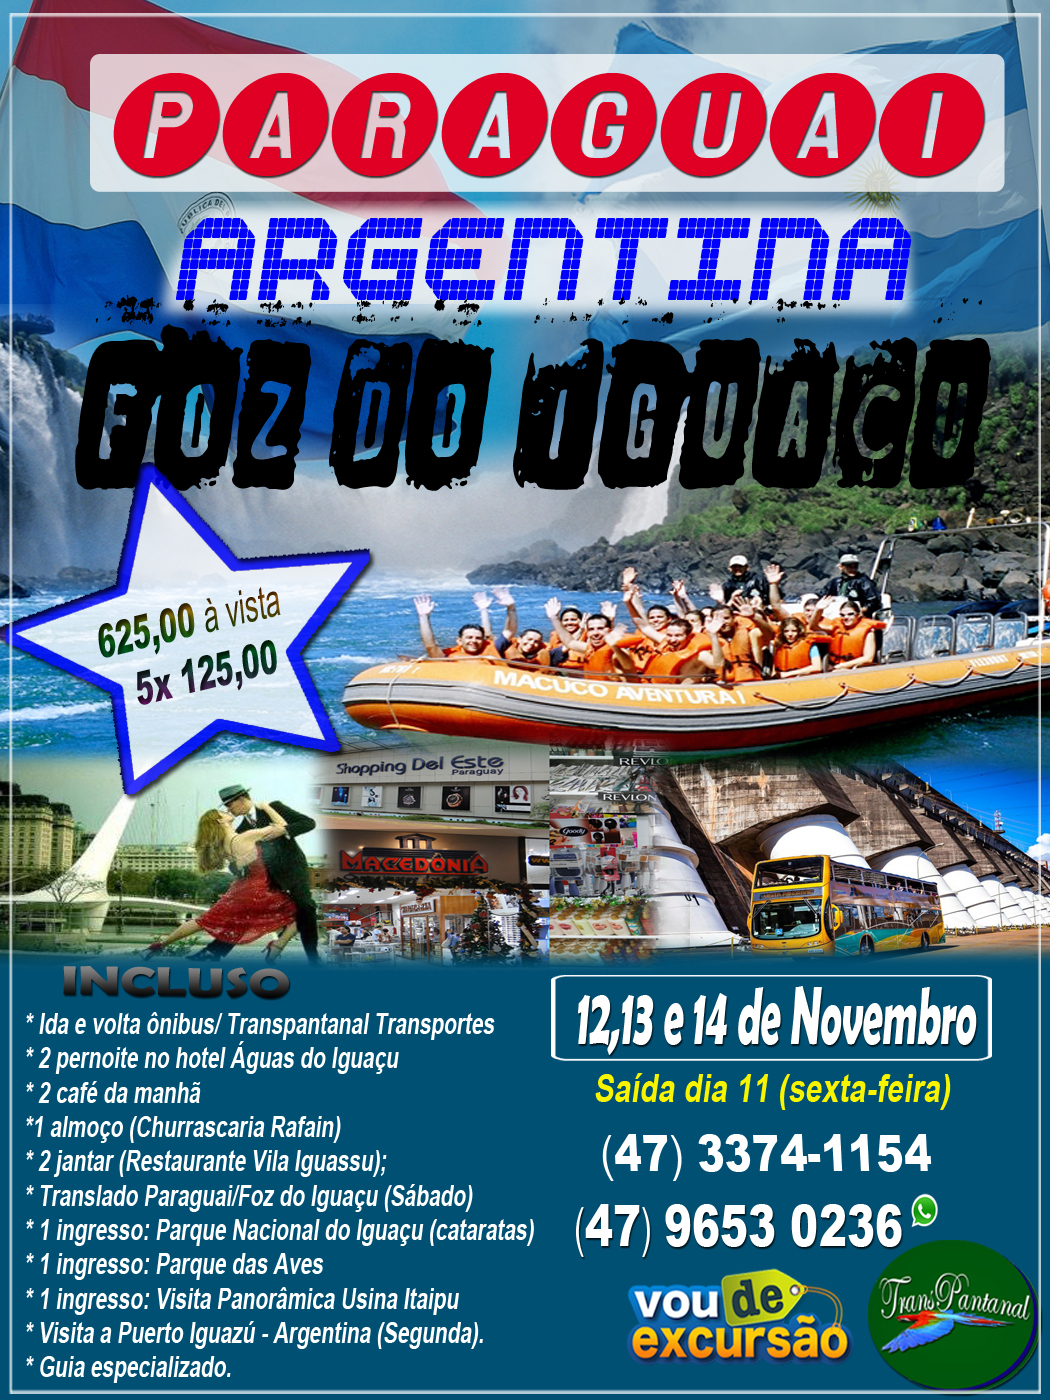 PARAGUAI
ARGENTINA
FOZ DO IGUAÇU
625,00 à vista
5x 125,00
MACUCO AVENTURA!
Shopping Del Este
Paraguay
REVLO
REVLON
Goody
MACEDÔNIA
INCLUSO
* Ida e volta ônibus/ Transpantanal Transportes
* 2 pernoite no hotel Águas do Iguaçu
* 2 café da manhã
*1 almoço (Churrascaria Rafain)
* 2 jantar (Restaurante Vila Iguassu);
* Translado Paraguai/Foz do Iguaçu (Sábado)
* 1 ingresso: Parque Nacional do Iguaçu (cataratas)
* 1 ingresso: Parque das Aves
* 1 ingresso: Visita Panorâmica Usina Itaipu
* Visita a Puerto Iguazú - Argentina (Segunda).
* Guia especializado.
12,13 e 14 de Novembro
Saída dia 11 (sexta-feira)
(47) 3374-1154
(47) 9653 0236
vou de
excursão
TransPantanal